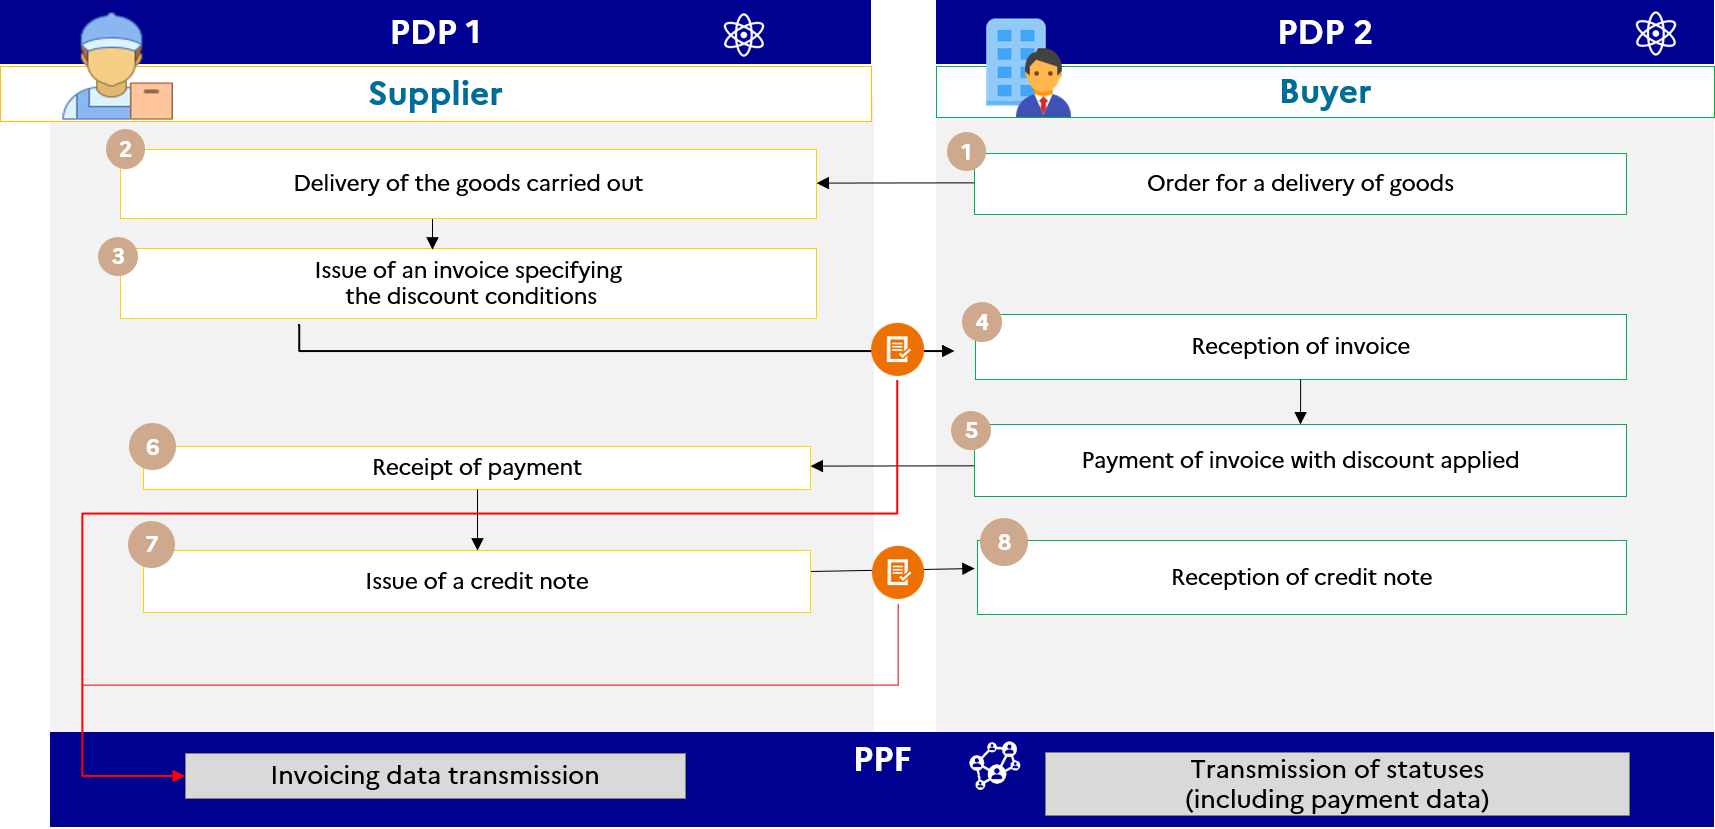 PDP 1
PDP 2
Supplier
Buyer
2
Delivery of the goods carried out
1
Order for a delivery of goods
3
Issue of an invoice specifying
the discount conditions
4
Reception of invoice
5
Payment of invoice with discount applied
6
Receipt of payment
7
Issue of a credit note
8
Reception of credit note
PPF
Invoicing data transmission
Transmission of statuses
(including payment data)